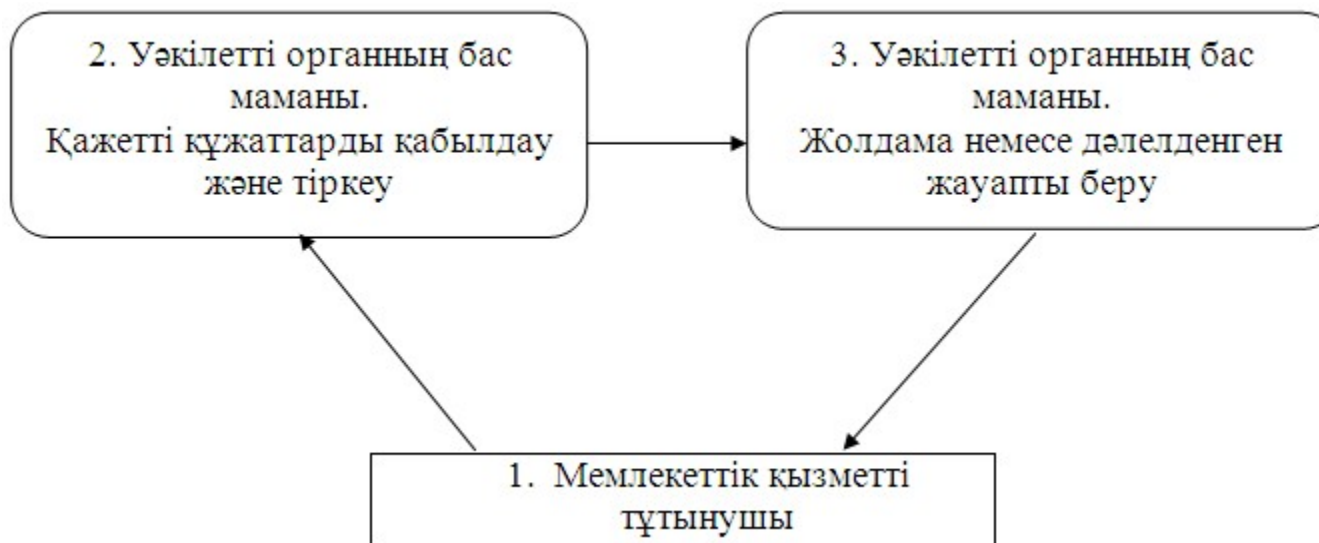 2. Уәкілетті органның бас
маманы.
Қажетті құжаттарды қабылдау
және тіркеу
3. Уәкілетті органның бас
маманы.
Жолдама немесе дәлелденген
жауапты беру
1. Мемлекеттік қызметті
тұтынушы